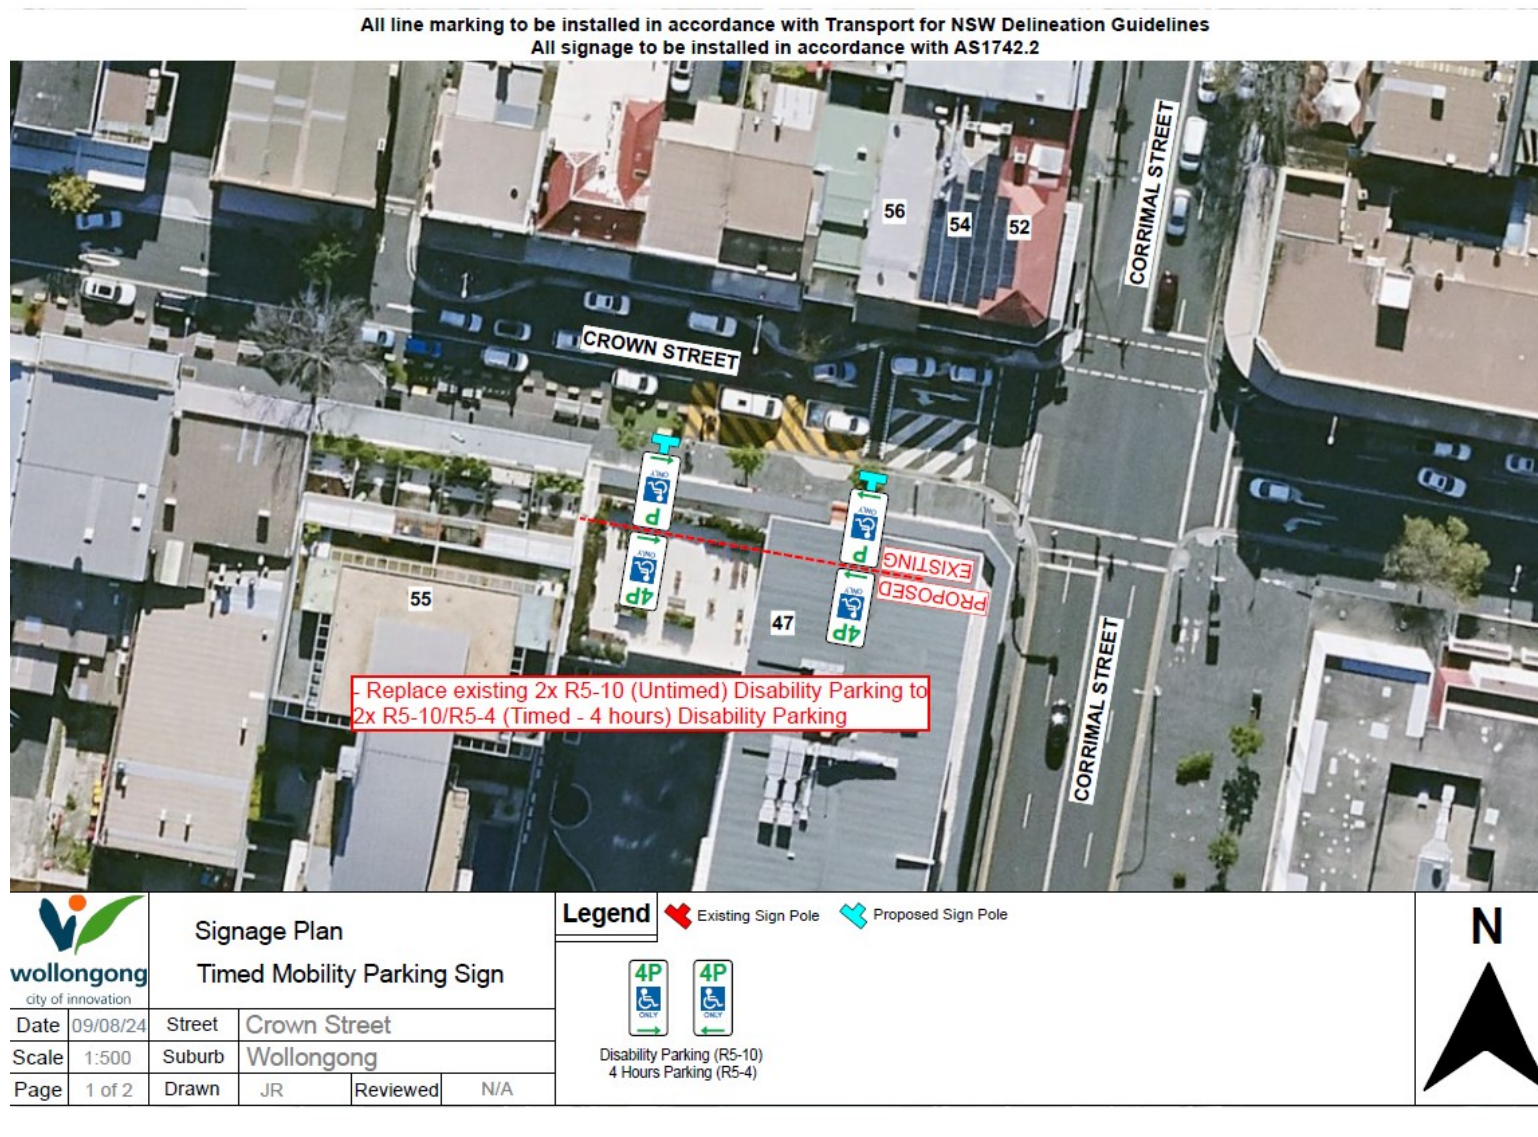 All line marking to be installed in accordance with Transport for NSW Delineation Guidelines
All signage to be installed in accordance with AS1742.2
CORRIMAL STREET
56
54
52
CROWN STREET
ONLY
P
ONLY
P
EXISTING
PROPOSED
ONLY
4P
ONLY
4P
55
47
- Replace existing 2x R5-10 (Untimed) Disability Parking to
2x R5-10/R5-4 (Timed - 4 hours) Disability Parking
CORRIMAL STREET
wollongong
city of innovation
Signage Plan
Timed Mobility Parking Sign
Date 09/08/24 Street Crown Street
Scale 1:500 Suburb Wollongong
Page 1 of 2 Drawn JR Reviewed N/A
Legend Existing Sign Pole Proposed Sign Pole
4P 4P
ONLY ONLY
Disability Parking (R5-10)
4 Hours Parking (R5-4)
N